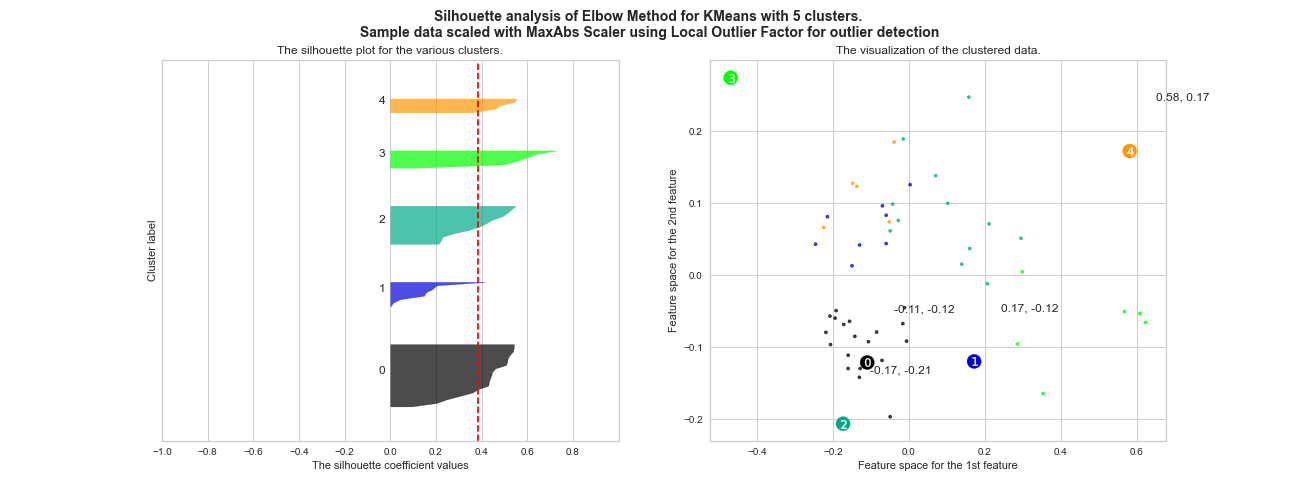 Silhouette analysis of Elbow Method for KMeans with 5 clusters.
Sample data scaled with MaxAbs Scaler using Local Outlier Factor for outlier detection
The silhouette plot for the various clusters.
Cluster label
4
3
2
1
0
−1.0 −0.8 −0.6 −0.4 −0.2 0.0 0.2 0.4 0.6 0.8
The silhouette coefficient values
The visualization of the clustered data.
Feature space for the 2nd feature
0.2
0.1
0.0
−0.1
−0.2
3
0.58, 0.17
4
-0.11, -0.12
0.17, -0.12
0
1
-0.17, -0.21
2
−0.4 −0.2 0.0 0.2 0.4 0.6
Feature space for the 1st feature